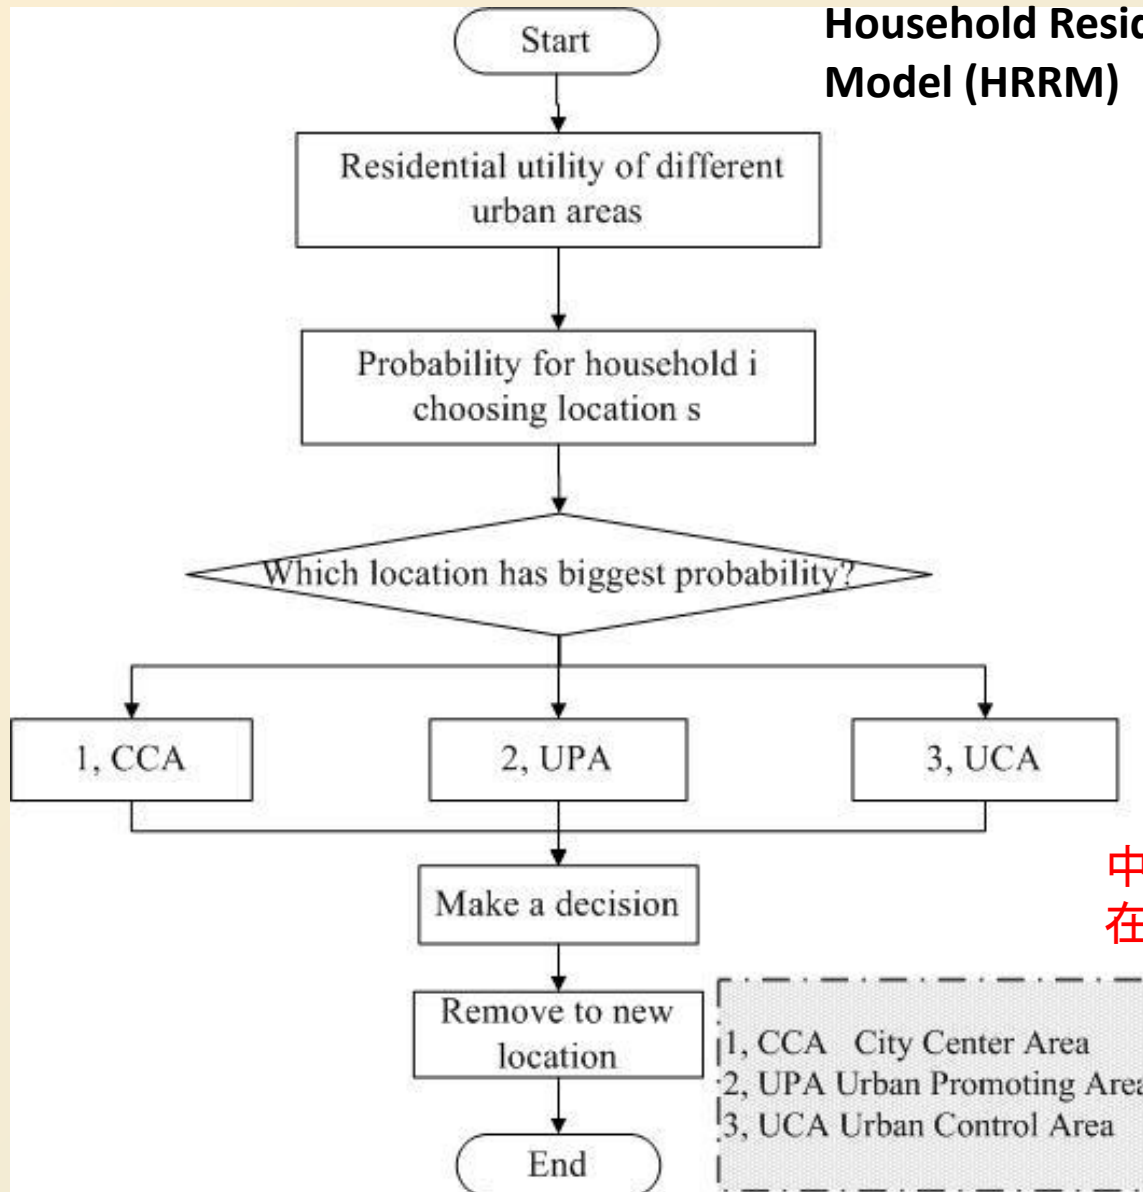 Start
Household Resid
Model (HRRM)
Residential utility of different
urban areas
Probability for household i
choosing location s
Which location has biggest probability?
1, CCA
2, UPA
3, UCA
中
在
Make a decision
Remove to new
location
1, CCA City Center Area
2, UPA Urban Promoting Area
3, UCA Urban Control Area
End